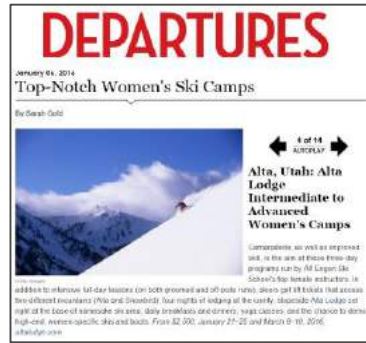 DEPARTURES
January 06, 2016
Top-Notch Women's Ski Camps
By Sarah Gold
4 of 14
AUTOPLAY
Alta, Utah: Alta
Lodge
Intermediate to
Advanced
Women's Camps
Camaraderie, as well as improved
skill, is the aim of these three-day
programs run by Alf Engen Ski
School's top female instructors. In
addition to intensive full-day lessons (on both groomed and off-piste runs), skiers get lift tickets that access
two different mountains (Alta and Snowbird), four nights of lodging at the comfy, slopeside Alta Lodge set
right at the base of namesake ski area, daily breakfasts and dinners, yoga classes, and the chance to demo
high-end, women-specific skis and boots. From $2,500, January 21–25 and March 6–10, 2016;
altalodge.com